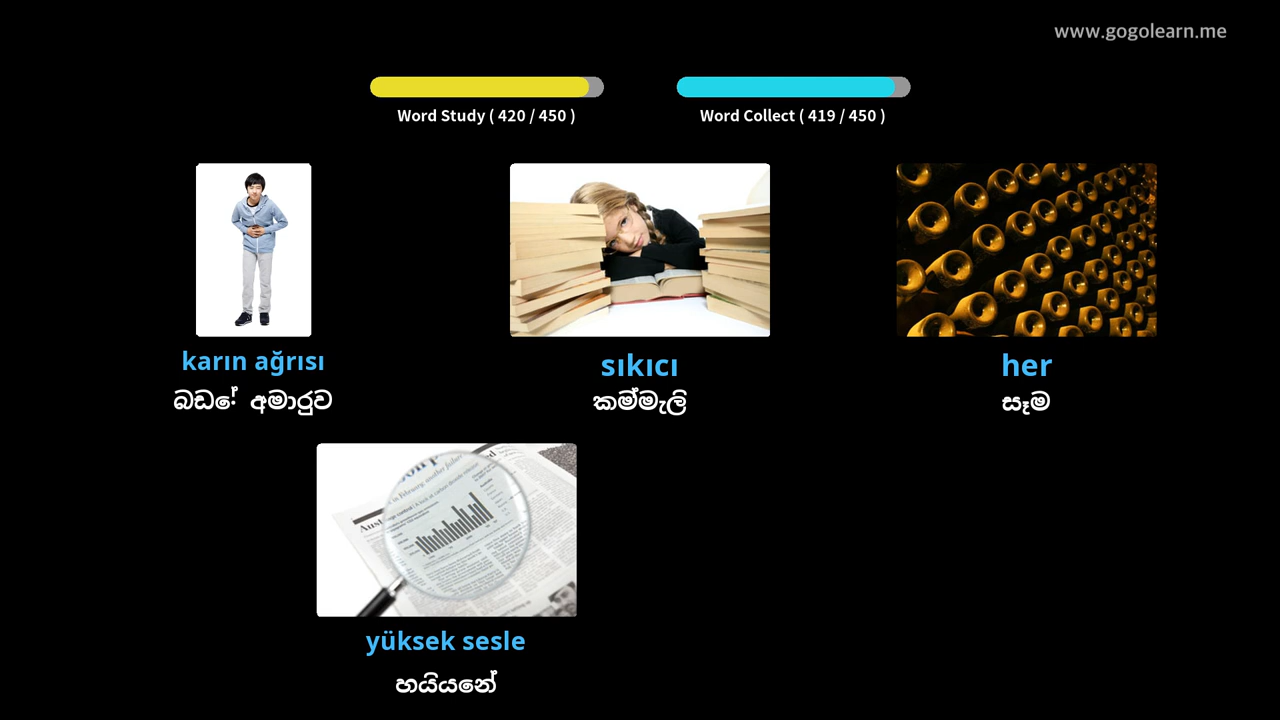 www.gogolearn.me
Word Study ( 420 / 450 )
Word Collect ( 419 / 450 )
karın ağrısı
බඩේ අමාරුව
sıkıcı
කම්මැලි
her
සෑම
yüksek sesle
හයියනේ